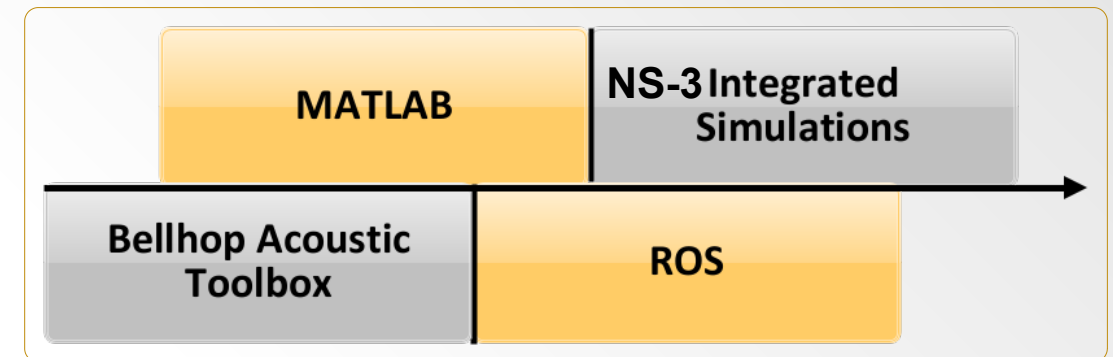 MATLAB
NS-3 Integrated
Simulations
Bellhop Acoustic
Toolbox
ROS